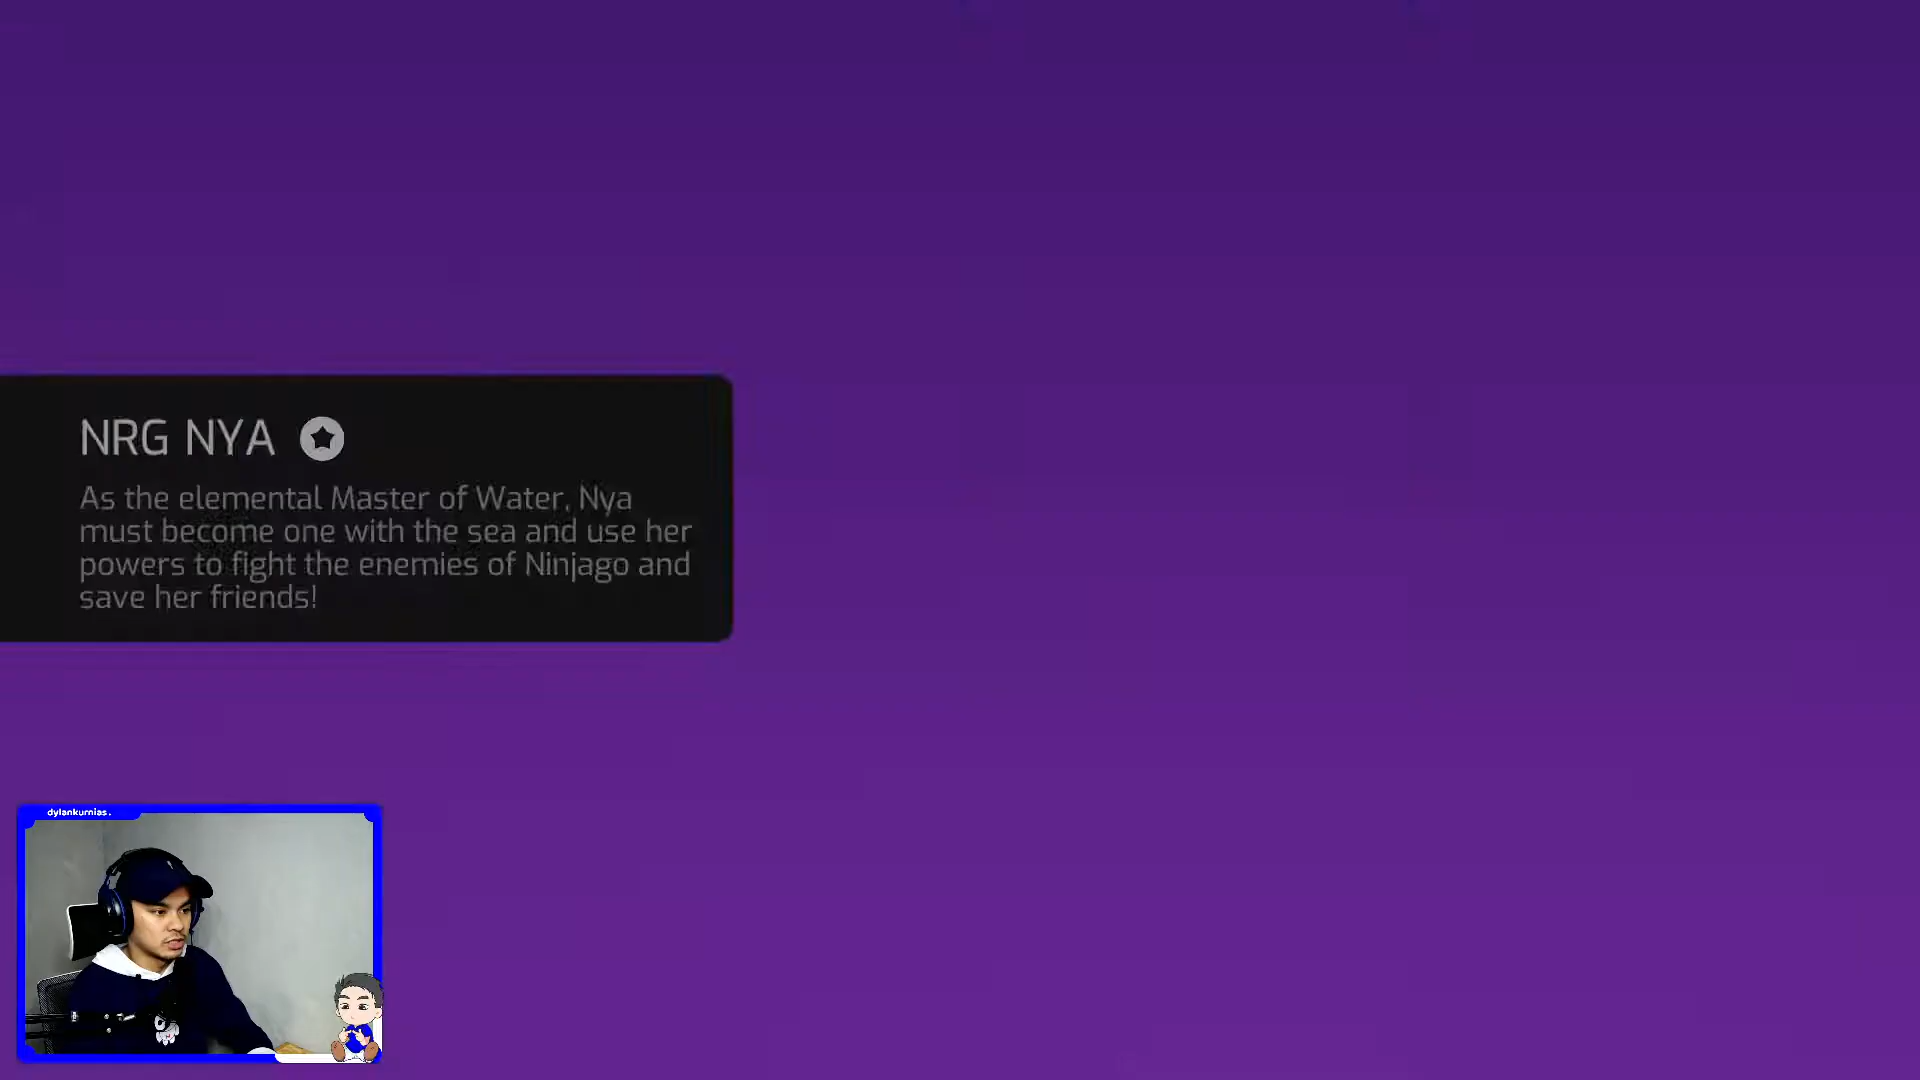 NRG NYA
As the elemental Master of Water, Nya
must become one with the sea and use her
powers to fight the enemies of Ninjago and
save her friends!
dylankurnias.